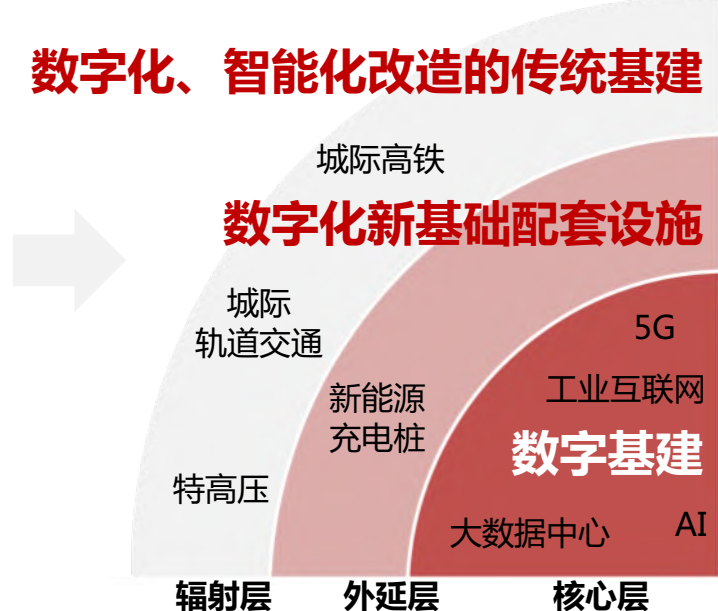 数字化、智能化改造的传统基建
城际高铁
数字化新基础配套设施
城际
轨道交通
5G
工业互联网
新能源
充电桩
数字基建
特高压
大数据中心
AI
辐射层
外延层
核心层